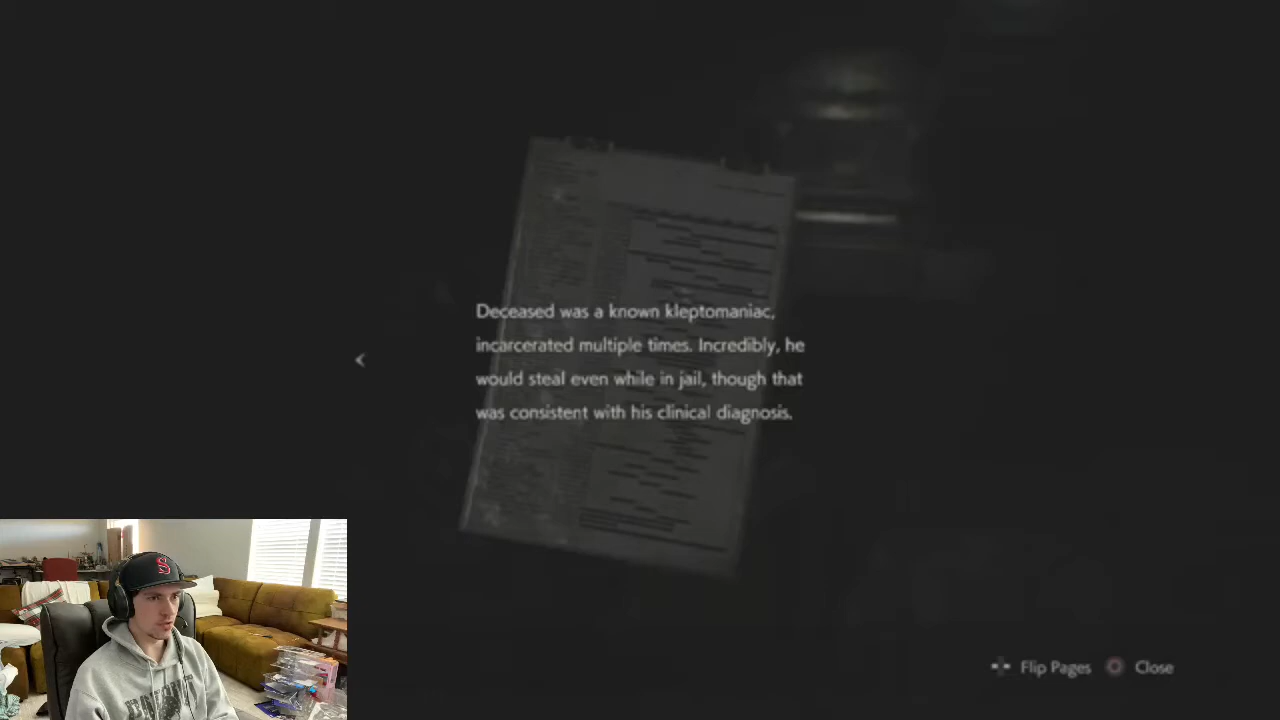 Deceased was a known kleptomaniac,
incarcerated multiple times. Incredibly, he
would steal even while in jail, though that
was consistent with his clinical diagnosis.
Flip Pages
Close
S